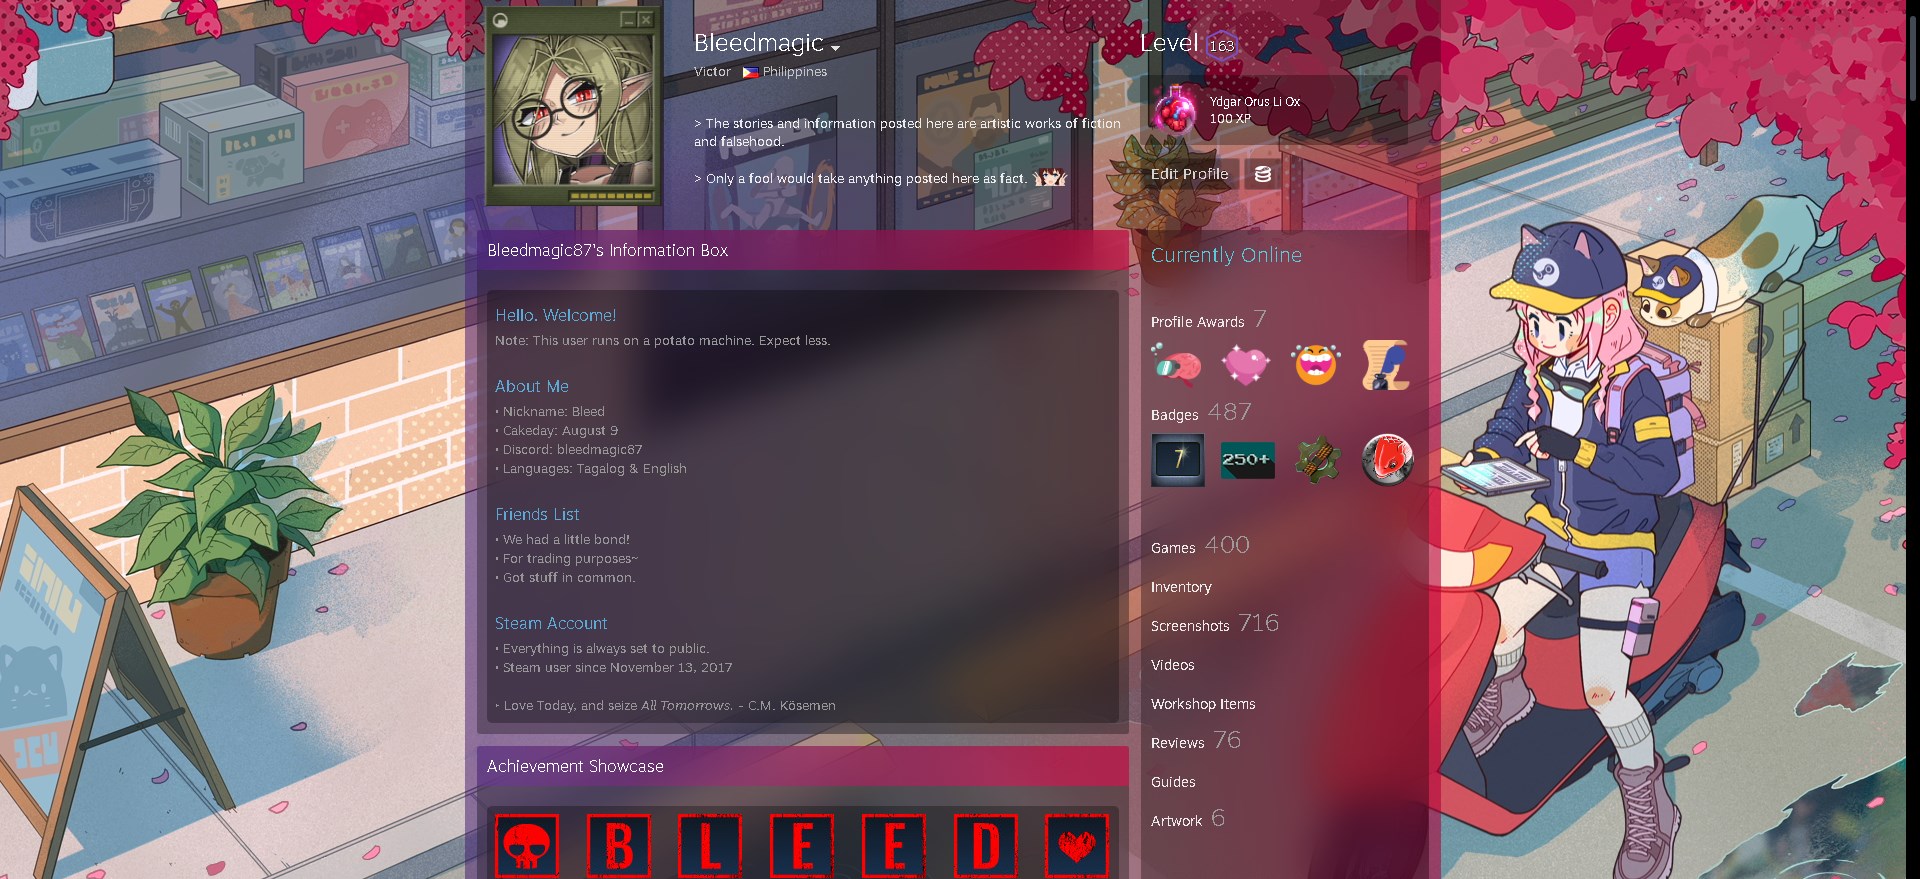 Bleedmagic
Victor Philippines
> The stories and information posted here are artistic works of fiction
and falsehood.
> Only a fool would take anything posted here as fact.
Level 163
Ydgar Orus Li Ox
100 XP
Edit Profile
Bleedmagic87's Information Box
Hello. Welcome!
Note: This user runs on a potato machine. Expect less.
About Me
• Nickname: Bleed
• Cakeday: August 9
• Discord: bleedmagic87
• Languages: Tagalog & English
Friends List
• We had a little bond!
• For trading purposes~
• Got stuff in common.
Steam Account
• Everything is always set to public.
• Steam user since November 13, 2017
• Love Today, and seize All Tomorrows. - C.M. Kösemen
Achievement Showcase
B L E E D
Currently Online
Profile Awards 7
Badges 487
7 250+
Games 400
Inventory
Screenshots 716
Videos
Workshop Items
Reviews 76
Guides
Artwork 6